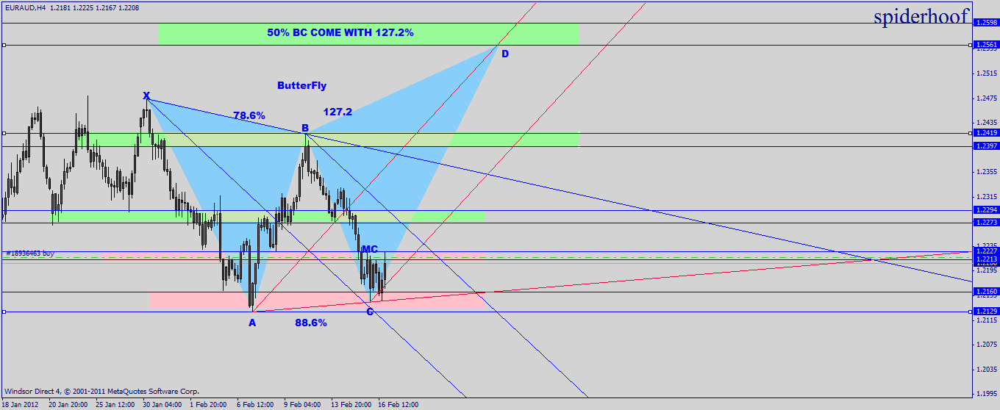 EURAUD,H4 1.2181 1.2225 1.2167 1.2208
spiderhoof
50% BC COME WITH 127.2%
D
ButterFly
X
78.6%
127.2
B
MC
#18936463 buy
C
A
88.6%
1.2598
1.2561
1.2515
1.2475
1.2435
1.2419
1.2397
1.2355
1.2315
1.2294
1.2273
1.2235
1.2227
1.2213
1.2195
1.2160
1.2129
1.2115
1.2075
1.2035
1.1995
Windsor Direct 4, © 2001-2011 MetaQuotes Software Corp.
18 Jan 2012 20 Jan 20:00 25 Jan 12:00 30 Jan 04:00 1 Feb 20:00 6 Feb 12:00 9 Feb 04:00 13 Feb 20:00 16 Feb 12:00